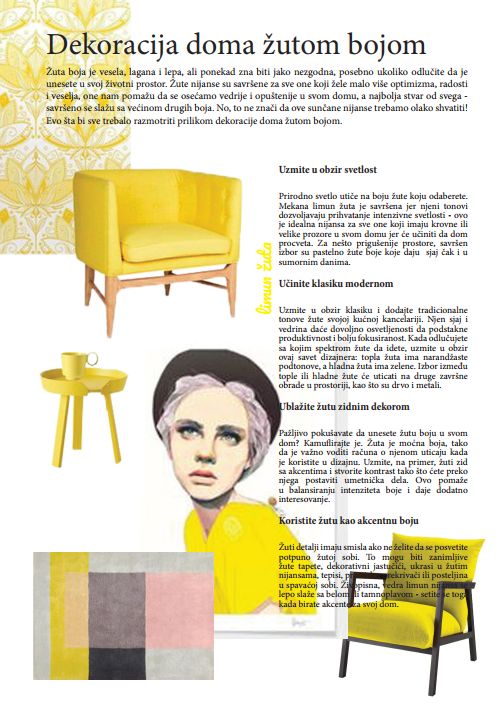 Dekoracija doma žutom bojom
Žuta boja je vesela, lagana i lepa, ali ponekad zna biti jako nezgodna, posebno ukoliko odlučite da je
unesete u svoj životni prostor. Žute nijanse su savršene za sve one koji žele malo više optimizma, radosti
i veselja, one nam pomažu da se osećamo vedrije i opuštenije u svom domu, a najbolja stvar od svega -
savršeno se slažu sa većinom drugih boja. No, to ne znači da ove sunčane nijanse trebamo olako shvatiti!
Evo šta bi sve trebalo razmotriti prilikom dekoracije doma žutom bojom.
Uzmite u obzir svetlost
Prirodno svetlo utiče na boju žute koju odaberete.
Mekana limun žuta je savršena jer njeni tonovi
dozvoljavaju prihvatanje intenzivne svetlosti - ovo
je idealna nijansa za sve one koji imaju krovne ili
velike prozore u svom domu jer će učiniti da dom
procveta. Za nešto prigušenije prostore, savršen
izbor su pastelno žute boje koje daju sjaj čak i u
sumornim danima.
limun žuta
Učinite klasiku modernom
Uzmite u obzir klasiku i dodajte tradicionalne
tonove žute svojoj kućnoj kancelariji. Njen sjaj i
vedrina daće dovoljno osvetljenosti da podstakne
produktivnost i bolju fokusiranost. Kada odlučujete
sa kojim spektrom žute da idete, uzmite u obzir
ovaj savet dizajnera: topla žuta ima narandžaste
podtonove, a hladna žuta ima zelene. Izbor između
tople ili hladne žute će uticati na druge završne
obrade u prostoriji, kao što su drvo i metali.
Ublažite žutu zidnim dekorom
Pažljivo pokušavate da unesete žutu boju u svom
dom? Kamuflirajte je. Žuta je moćna boja, tako
da je važno voditi računa o njenom uticaju kada
je koristite u dizajnu. Uzmite, na primer, žuti zid
sa akcentima i stvorite kontrast tako što ćete preko
njega postaviti umetnička dela. Ovo pomaže
u balansiranju intenziteta boje i daje dodatno
interesovanje.
Koristite žutu kao akcentnu boju
Žuti detalji imaju smisla ako ne želite da se posvetite
potpuno žutoj sobi. To mogu biti zanimljive
žute tapete, dekorativni jastučići, ukrasi u žutim
nijansama, tepisi, prekrivači ili posteljina
u spavaćoj sobi. Živopisna, vedra limun nijansa se
lepo slaže sa belom ili tamnoplavom - setite se toga
kada birate akcente za svoj dom.